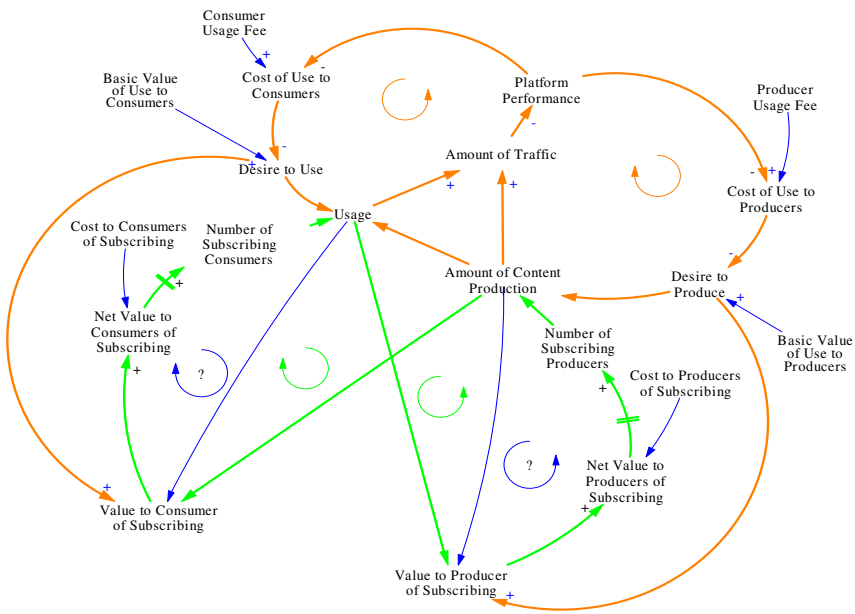 Consumer
Usage Fee
+
-
Cost of Use to
Consumers
Basic Value
of Use to
Consumers
Platform
Performance
Producer
Usage Fee
-
+
Desire to Use
-
Amount of Traffic
+
+
-
+
Cost of Use to
Producers
Usage
Cost to Consumers
of Subscribing
Number of
Subscribing
Consumers
-
Amount of Content
Production
Desire to
Produce
+
+
Net Value to
Consumers of
Subscribing
Number of
Subscribing
Producers
Basic Value
of Use to
Producers
+
?
Cost to Producers
of Subscribing
+
?
Net Value to
Producers of
Subscribing
+
Value to Consumer
of Subscribing
+
Value to Producer
of Subscribing
+